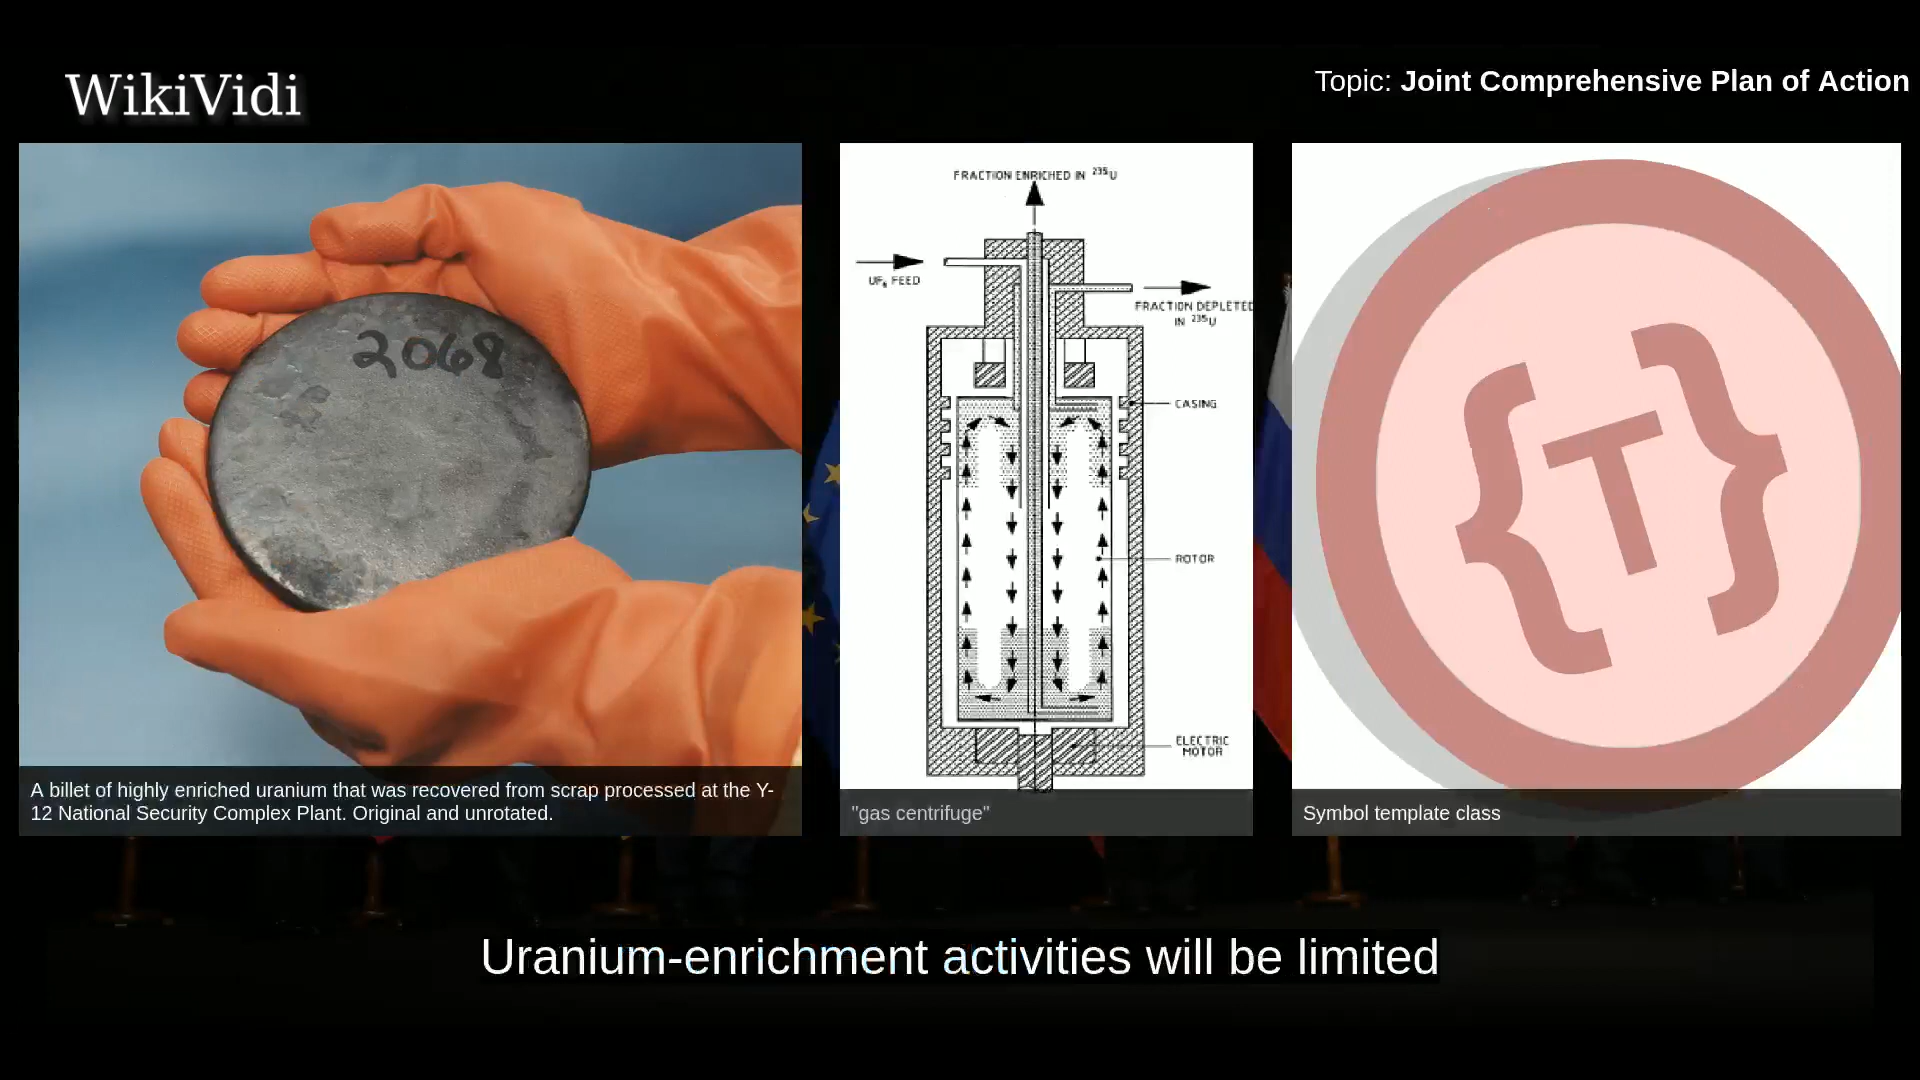 WikiVidi
Topic: Joint Comprehensive Plan of Action
2068
A billet of highly enriched uranium that was recovered from scrap processed at the Y-
12 National Security Complex Plant. Original and unrotated.
FRACTION ENRICHED IN ²³⁵U
UF₆ FEED
FRACTION DEPLETED
IN ²³⁵U
CASING
ROTOR
ELECTRIC
MOTOR
"gas centrifuge"
{T}
Symbol template class
Uranium-enrichment activities will be limited